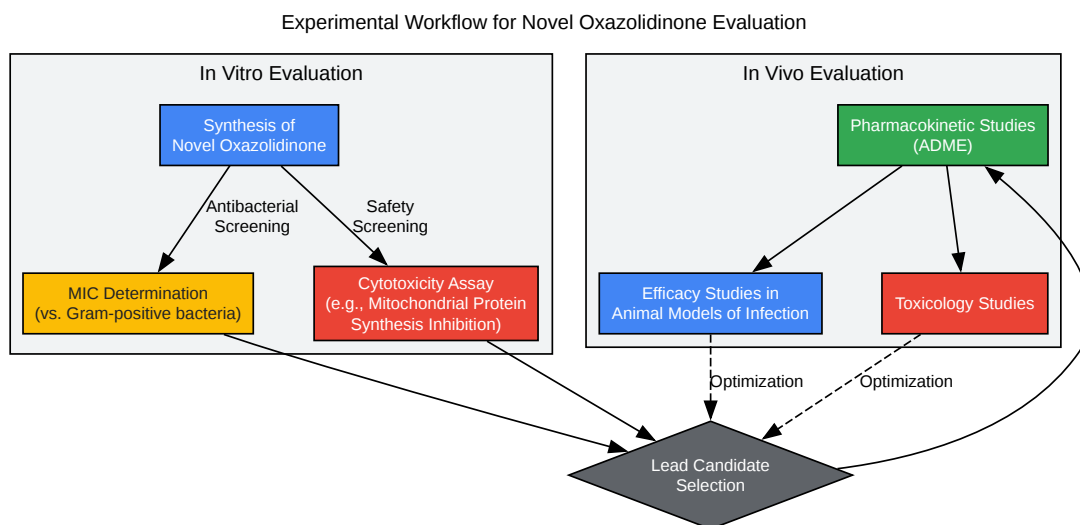 Experimental Workflow for Novel Oxazolidinone Evaluation
In Vitro Evaluation
Synthesis of
Novel Oxazolidinone
Antibacterial
Screening
Safety
Screening
MIC Determination
(vs. Gram-positive bacteria)
Cytotoxicity Assay
(e.g., Mitochondrial Protein
Synthesis Inhibition)
In Vivo Evaluation
Pharmacokinetic Studies
(ADME)
Efficacy Studies in
Animal Models of Infection
Toxicology Studies
Optimization
Optimization
Lead Candidate
Selection